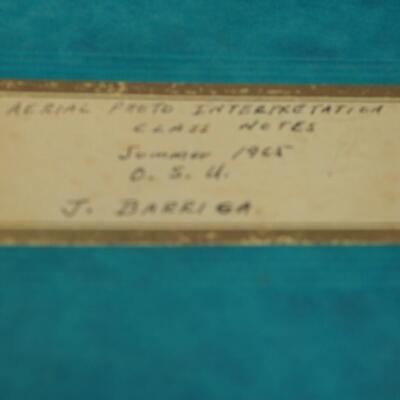 AERIAL PHOTO INTERPRETATION
CLASS NOTES
Summer 1965
O. S. U.
J. BARRIGA.